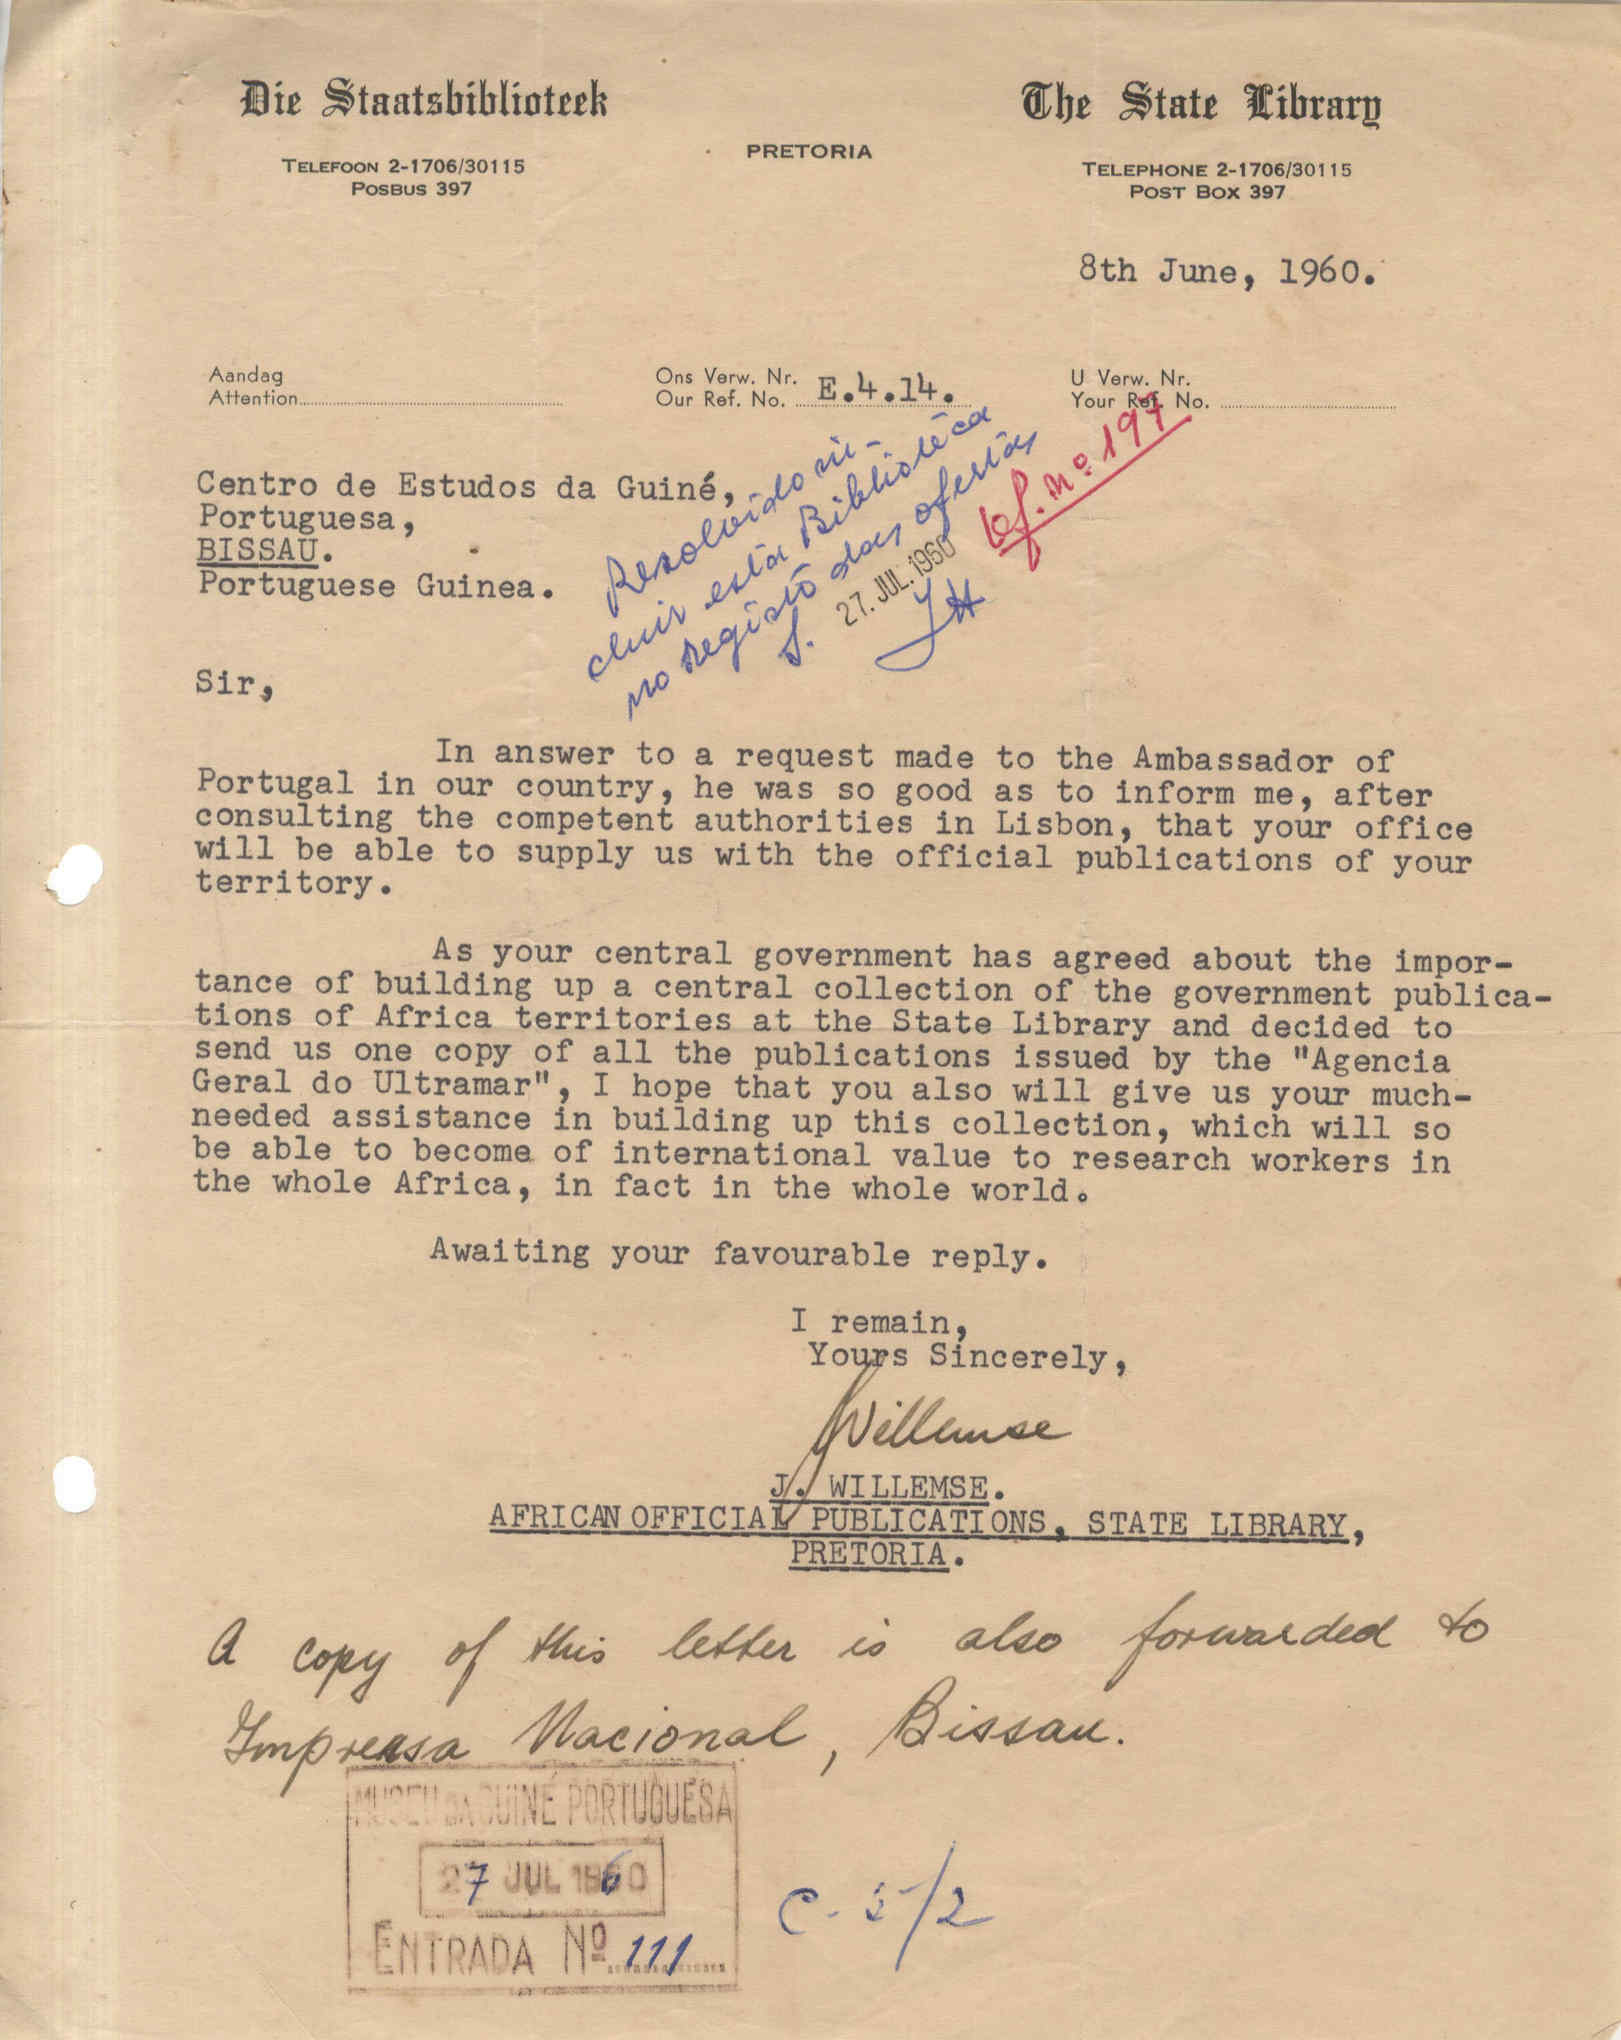 Die Staatsbiblioteek
TELEFOON 2-1706/30115
POSBUS 397
PRETORIA
The State Library
TELEPHONE 2-1706/30115
POST BOX 397
8th June, 1960.
Aandag
Attention
Ons Verw. Nr.
Our Ref. No. E.4.14.
U Verw. Nr.
Your Ref. No.
Of. Nº 197
Resolvido in-
cluir esta Bibliotéca
no registo das ofertas
27. JUL. 1960
Centro de Estudos da Guiné,
Portuguesa,
BISSAU.
Portuguese Guinea.
Sir,
In answer to a request made to the Ambassador of
Portugal in our country, he was so good as to inform me, after
consulting the competent authorities in Lisbon, that your office
will be able to supply us with the official publications of your
territory.
As your central government has agreed about the impor-
tance of building up a central collection of the government publica-
tions of Africa territories at the State Library and decided to
send us one copy of all the publications issued by the "Agencia
Geral do Ultramar", I hope that you also will give us your much-
needed assistance in building up this collection, which will so
be able to become of international value to research workers in
the whole Africa, in fact in the whole world.
Awaiting your favourable reply.
I remain,
Yours Sincerely,
Willemse
J. WILLEMSE.
AFRICAN OFFICIAL PUBLICATIONS, STATE LIBRARY,
PRETORIA.
A copy of this letter is also forwarded to
Imprensa Nacional, Bissau.
MUSEU DA GUINÉ PORTUGUESA
27 JUL 1960
ENTRADA Nº 111
C-5/2